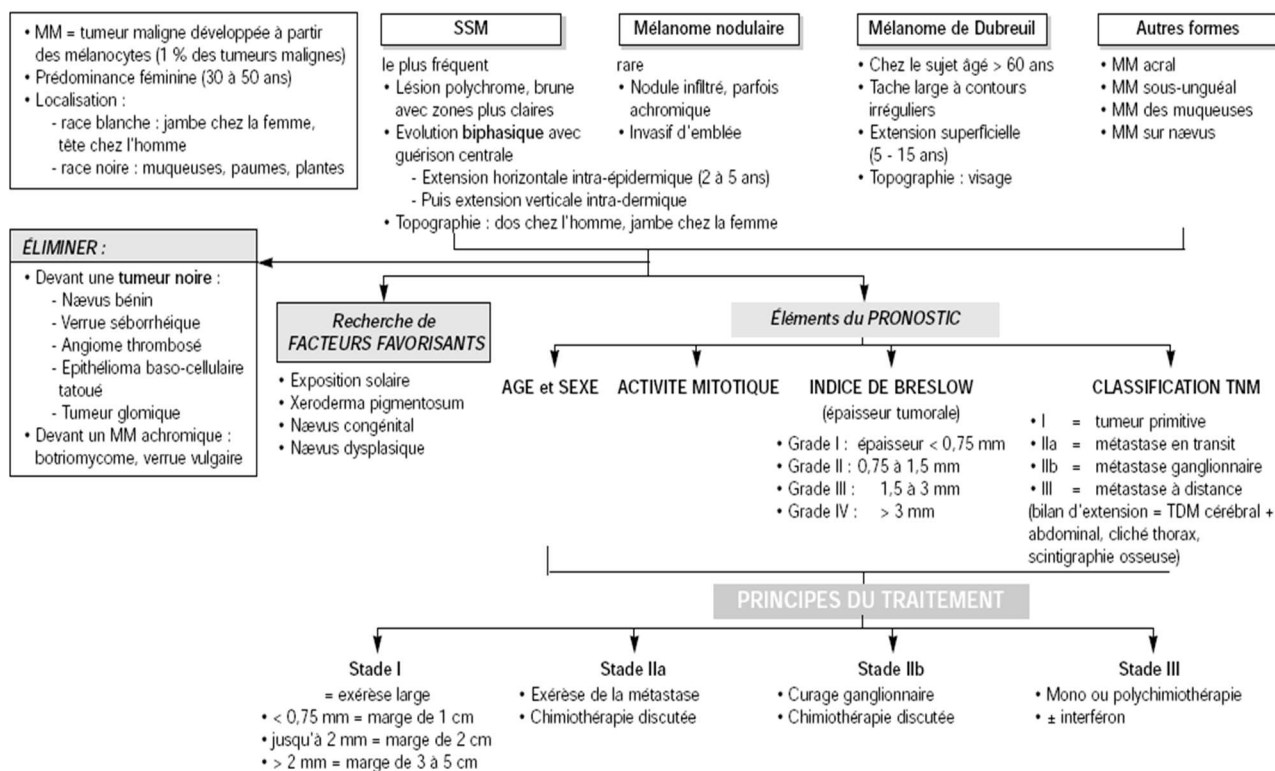 • MM = tumeur maligne développée à partir
des mélanocytes (1 % des tumeurs malignes)
• Prédominance féminine (30 à 50 ans)
• Localisation :
- race blanche : jambe chez la femme,
tête chez l'homme
- race noire : muqueuses, paumes, plantes
SSM
le plus fréquent
• Lésion polychrome, brune
avec zones plus claires
• Evolution biphasique avec
guérison centrale
- Extension horizontale intra-épidermique (2 à 5 ans)
- Puis extension verticale intra-dermique
• Topographie : dos chez l'homme, jambe chez la femme
Mélanome nodulaire
rare
• Nodule infiltré, parfois
achromique
• Invasif d'emblée
Mélanome de Dubreuil
• Chez le sujet âgé > 60 ans
• Tache large à contours
irréguliers
• Extension superficielle
(5 - 15 ans)
• Topographie : visage
Autres formes
• MM acral
• MM sous-unguéal
• MM des muqueuses
• MM sur nævus
ÉLIMINER :
• Devant une tumeur noire :
- Nævus bénin
- Verrue séborrhéique
- Angiome thrombosé
- Epithélioma baso-cellulaire
tatoué
- Tumeur glomique
• Devant un MM achromique :
botriomycome, verrue vulgaire
Recherche de
FACTEURS FAVORISANTS
• Exposition solaire
• Xeroderma pigmentosum
• Nævus congénital
• Nævus dysplasique
Éléments du PRONOSTIC
AGE et SEXE
ACTIVITE MITOTIQUE
INDICE DE BRESLOW
(épaisseur tumorale)
• Grade I : épaisseur < 0,75 mm
• Grade II : 0,75 à 1,5 mm
• Grade III : 1,5 à 3 mm
• Grade IV : > 3 mm
CLASSIFICATION TNM
• I = tumeur primitive
• IIa = métastase en transit
• IIb = métastase ganglionnaire
• III = métastase à distance
(bilan d'extension = TDM cérébral +
abdominal, cliché thorax,
scintigraphie osseuse)
PRINCIPES DU TRAITEMENT
Stade I
= exérèse large
• < 0,75 mm = marge de 1 cm
• jusqu'à 2 mm = marge de 2 cm
• > 2 mm = marge de 3 à 5 cm
Stade IIa
• Exérèse de la métastase
• Chimiothérapie discutée
Stade IIb
• Curage ganglionnaire
• Chimiothérapie discutée
Stade III
• Mono ou polychimiothérapie
• ± interféron